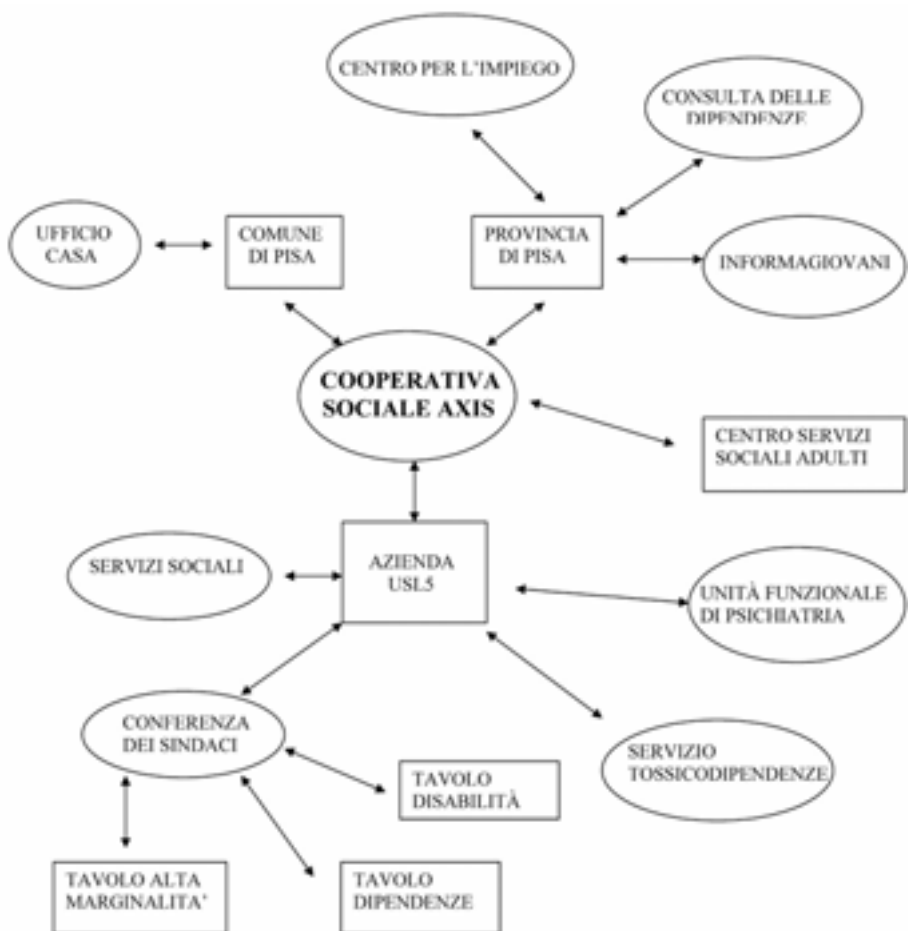 CENTRO PER L'IMPIEGO
CONSULTA DELLE
DIPENDENZE
UFFICIO
CASA
COMUNE
DI PISA
PROVINCIA
DI PISA
INFORMAGIOVANI
COOPERATIVA
SOCIALE AXIS
CENTRO SERVIZI
SOCIALI ADULTI
SERVIZI SOCIALI
AZIENDA
USL5
UNITÀ FUNZIONALE
DI PSICHIATRIA
CONFERENZA
DEI SINDACI
SERVIZIO
TOSSICODIPENDENZE
TAVOLO
DISABILITÀ
TAVOLO ALTA
MARGINALITA'
TAVOLO
DIPENDENZE